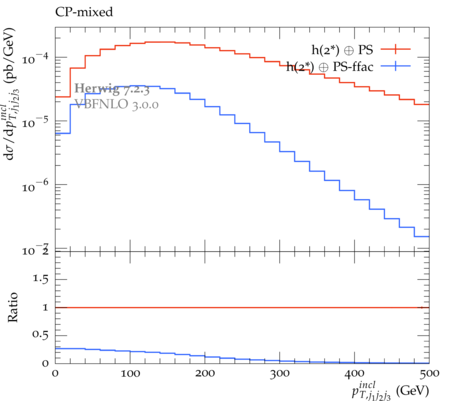 CP-mixed
h(2*) ⊕ PS
h(2*) ⊕ PS-ffac
Herwig 7.2.3
VBFNLO 3.0.0
dσ/dp^{incl}_{T,j₁j₂j₃} (pb/GeV)
10⁻⁴
10⁻⁵
10⁻⁶
10⁻⁷
2
1.5
1
0.5
0
Ratio
0 100 200 300 400 500
p^{incl}_{T,j₁j₂j₃} (GeV)